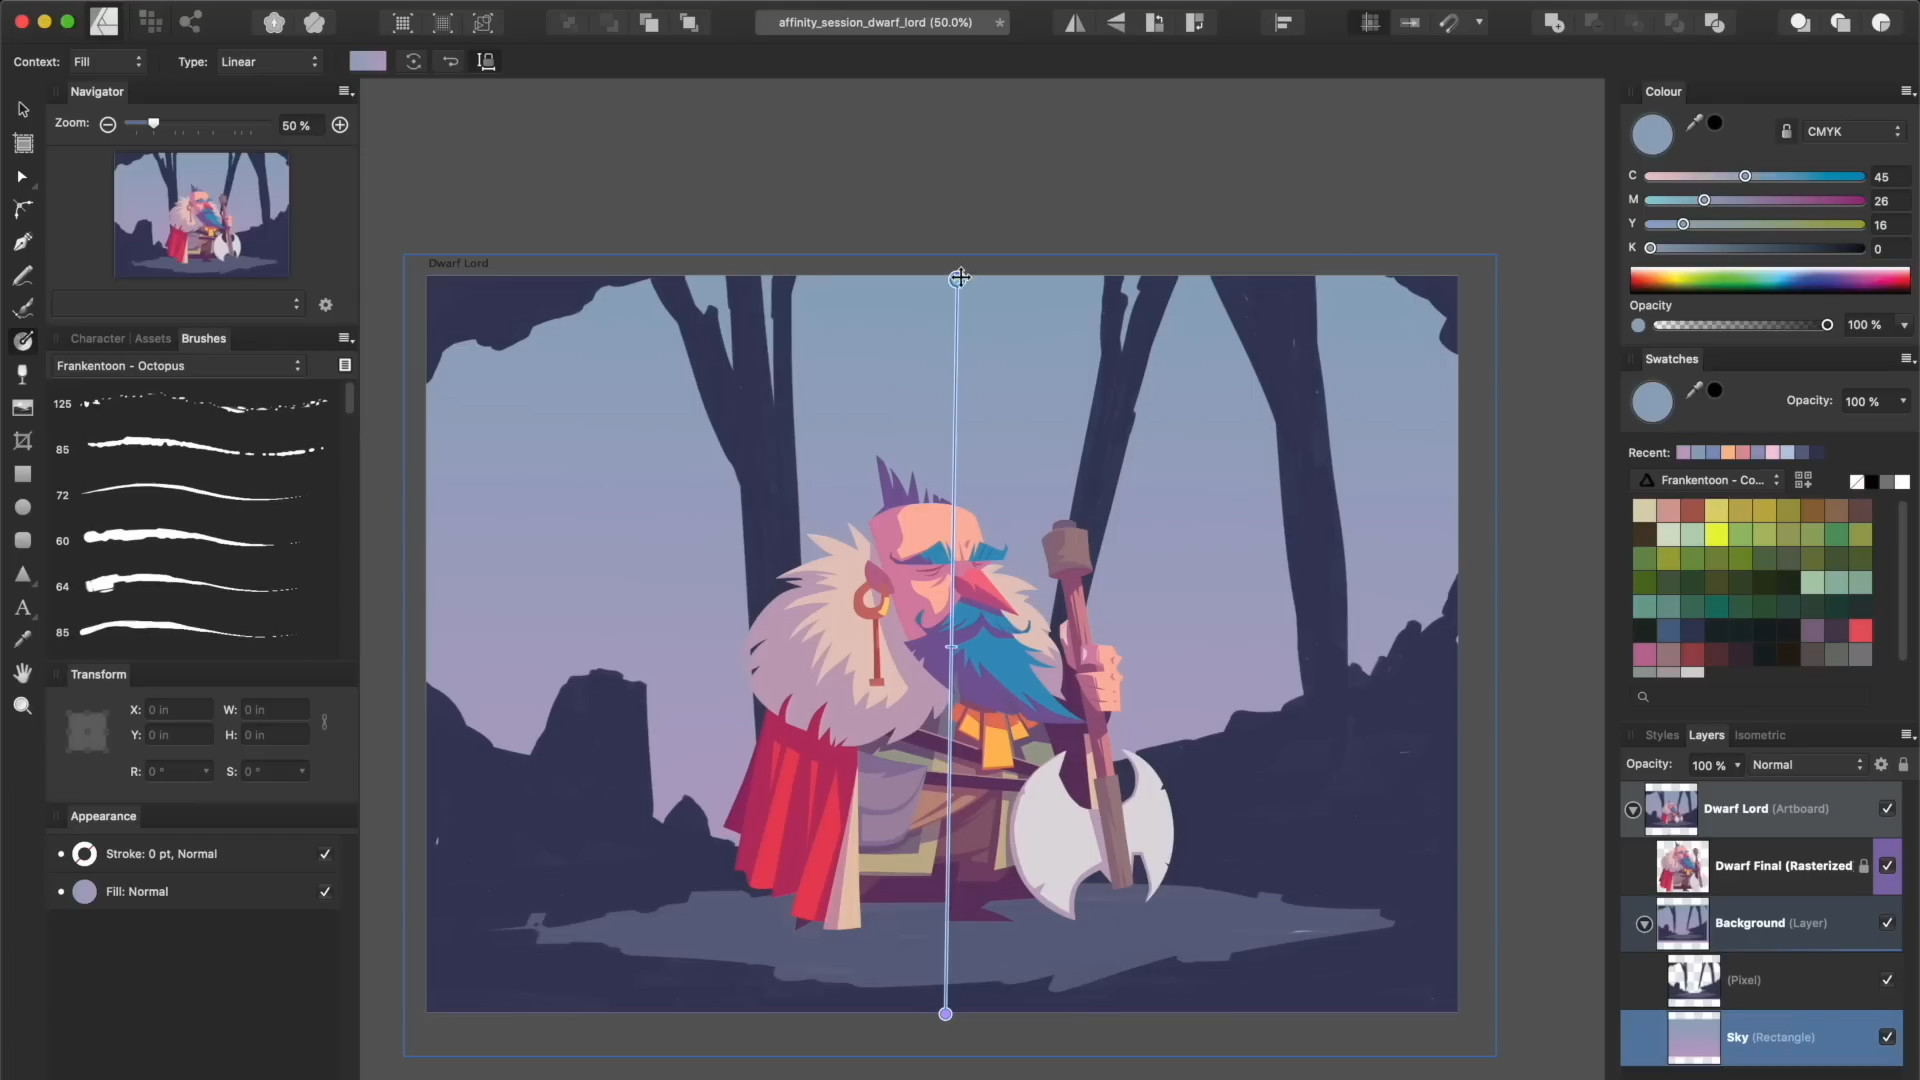 affinity_session_dwarf_lord (50.0%)
Context: Fill
Type: Linear
Navigator
Zoom: 50 %
Character Assets Brushes
Frankentoon - Octopus
125
85
72
60
64
85
Transform
X: 0 in W: 0 in
Y: 0 in H: 0 in
R: 0 ° S: 0 °
Appearance
Stroke: 0 pt, Normal
Fill: Normal
Dwarf Lord
Colour
CMYK
C 45
M 26
Y 16
K 0
Opacity
100 %
Swatches
Opacity: 100 %
Recent:
Frankentoon - Co...
Styles Layers Isometric
Opacity: 100 % Normal
Dwarf Lord (Artboard)
Dwarf Final (Rasterized
Background (Layer)
(Pixel)
Sky (Rectangle)